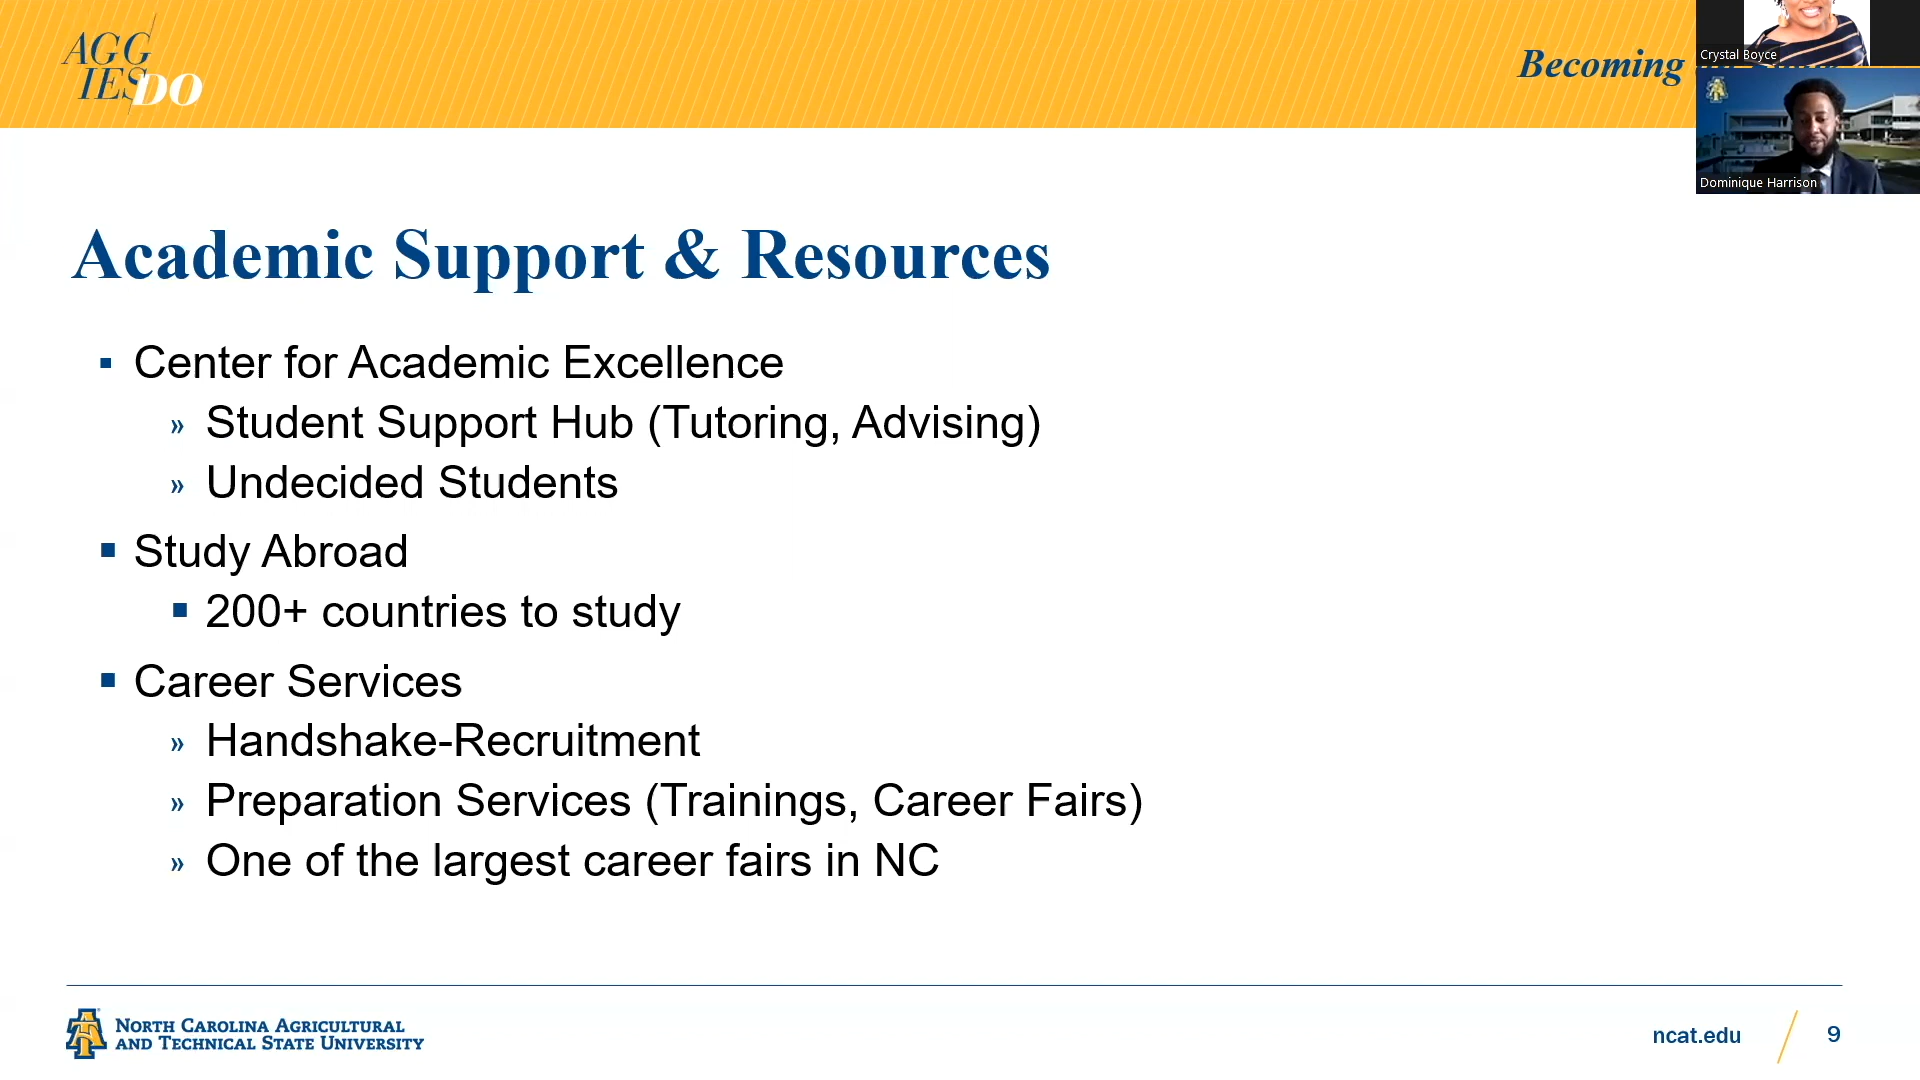 AGG
IES DO
Becoming
Crystal Boyce
Dominique Harrison
Academic Support & Resources
▪ Center for Academic Excellence
» Student Support Hub (Tutoring, Advising)
» Undecided Students
▪ Study Abroad
▪ 200+ countries to study
▪ Career Services
» Handshake-Recruitment
» Preparation Services (Trainings, Career Fairs)
» One of the largest career fairs in NC
North Carolina Agricultural
and Technical State University
ncat.edu
9